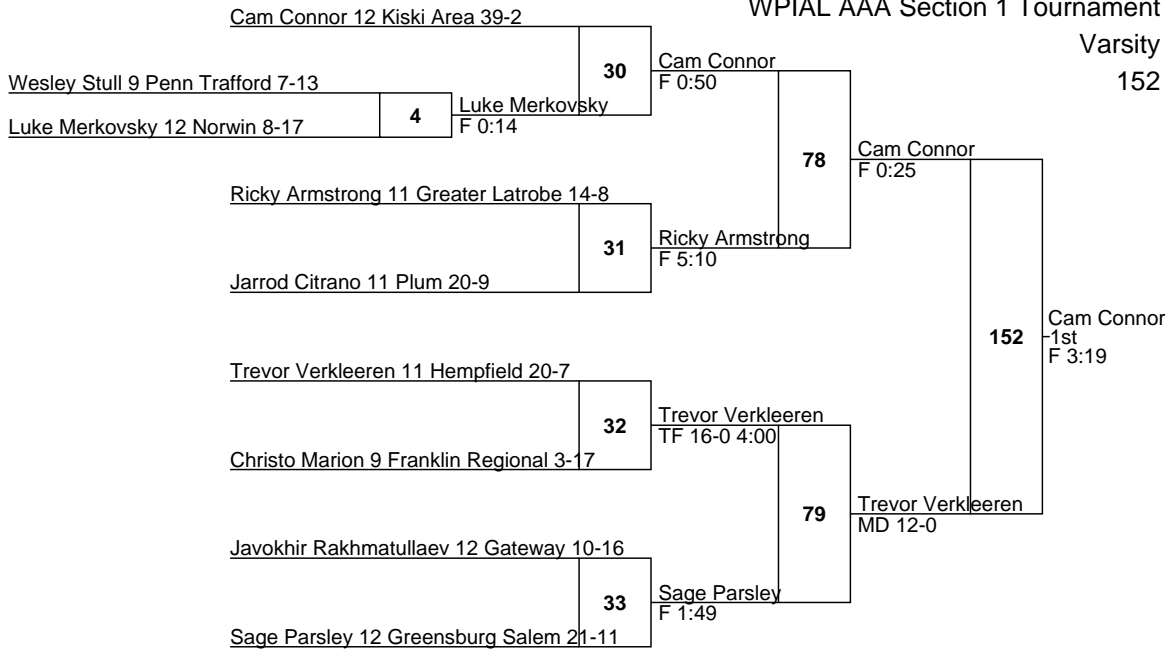 WPIAL AAA Section 1 Tournament
Varsity
152
Cam Connor 12 Kiski Area 39-2
30
Cam Connor
F 0:50
Wesley Stull 9 Penn Trafford 7-13
4
Luke Merkovsky
F 0:14
Luke Merkovsky 12 Norwin 8-17
78
Cam Connor
F 0:25
Ricky Armstrong 11 Greater Latrobe 14-8
31
Ricky Armstrong
F 5:10
Jarrod Citrano 11 Plum 20-9
152
Cam Connor
1st
F 3:19
Trevor Verkleeren 11 Hempfield 20-7
32
Trevor Verkleeren
TF 16-0 4:00
Christo Marion 9 Franklin Regional 3-17
79
Trevor Verkleeren
MD 12-0
Javokhir Rakhmatullaev 12 Gateway 10-16
33
Sage Parsley
F 1:49
Sage Parsley 12 Greensburg Salem 21-11